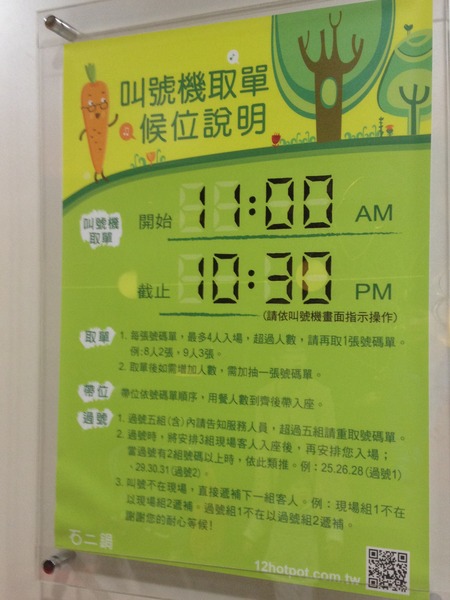 叫號機取單
候位說明
叫號機
取單
開始 11:00 AM
截止 10:30 PM
(請依叫號機畫面指示操作)
取單 1. 每張號碼單，最多4人入場，超過人數，請再取1張號碼單。
例:8人2張，9人3張。
2. 取單後如需增加人數，需加抽一張號碼單。
帶位 帶位依號碼單順序，用餐人數到齊後帶入座。
過號 1. 過號五組(含)內請告知服務人員，超過五組請重取號碼單。
2. 過號時，將安排3組現場客人入座後，再安排您入場；
當過號有2組號碼以上時，依此類推。例：25.26.28(過號1)
、29.30.31(過號2)。
3. 叫號不在現場，直接遞補下一組客人。例：現場組1不在
以現場組2遞補。過號組1不在以過號組2遞補。
謝謝您的耐心等候!
石二鍋
12hotpot.com.tw